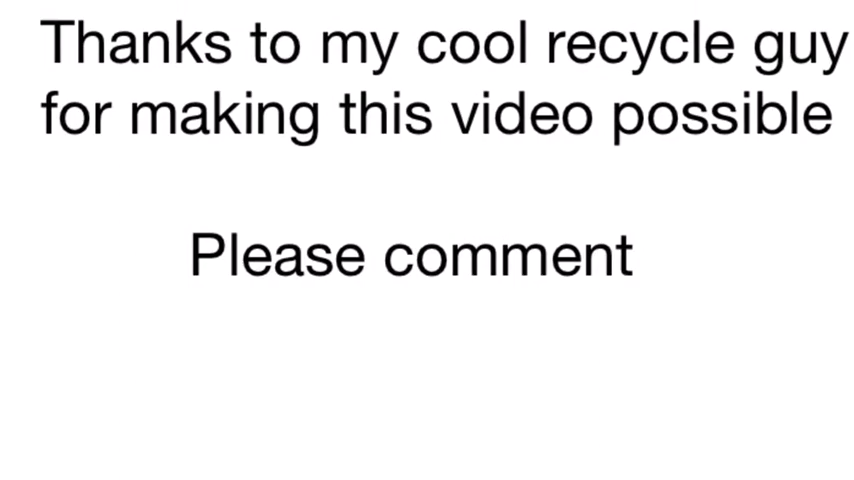 Thanks to my cool recycle guy
for making this video possible
Please comment